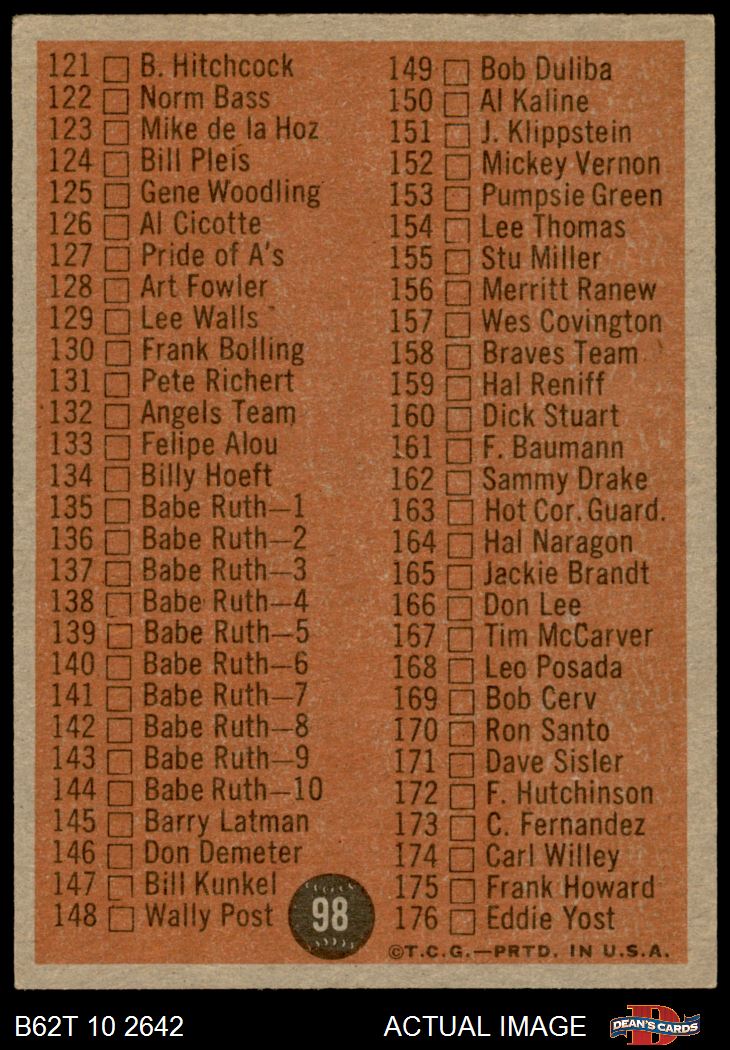 121 B. Hitchcock
122 Norm Bass
123 Mike de la Hoz
124 Bill Pleis
125 Gene Woodling
126 Al Cicotte
127 Pride of A's
128 Art Fowler
129 Lee Walls
130 Frank Bolling
131 Pete Richert
132 Angels Team
133 Felipe Alou
134 Billy Hoeft
135 Babe Ruth—1
136 Babe Ruth—2
137 Babe Ruth—3
138 Babe Ruth—4
139 Babe Ruth—5
140 Babe Ruth—6
141 Babe Ruth—7
142 Babe Ruth—8
143 Babe Ruth—9
144 Babe Ruth—10
145 Barry Latman
146 Don Demeter
147 Bill Kunkel
148 Wally Post
98
149 Bob Duliba
150 Al Kaline
151 J. Klippstein
152 Mickey Vernon
153 Pumpsie Green
154 Lee Thomas
155 Stu Miller
156 Merritt Ranew
157 Wes Covington
158 Braves Team
159 Hal Reniff
160 Dick Stuart
161 F. Baumann
162 Sammy Drake
163 Hot Cor. Guard.
164 Hal Naragon
165 Jackie Brandt
166 Don Lee
167 Tim McCarver
168 Leo Posada
169 Bob Cerv
170 Ron Santo
171 Dave Sisler
172 F. Hutchinson
173 C. Fernandez
174 Carl Willey
175 Frank Howard
176 Eddie Yost
©T.C.G.—PRTD. IN U.S.A.
B62T 10 2642
ACTUAL IMAGE
DEAN'S CARDS